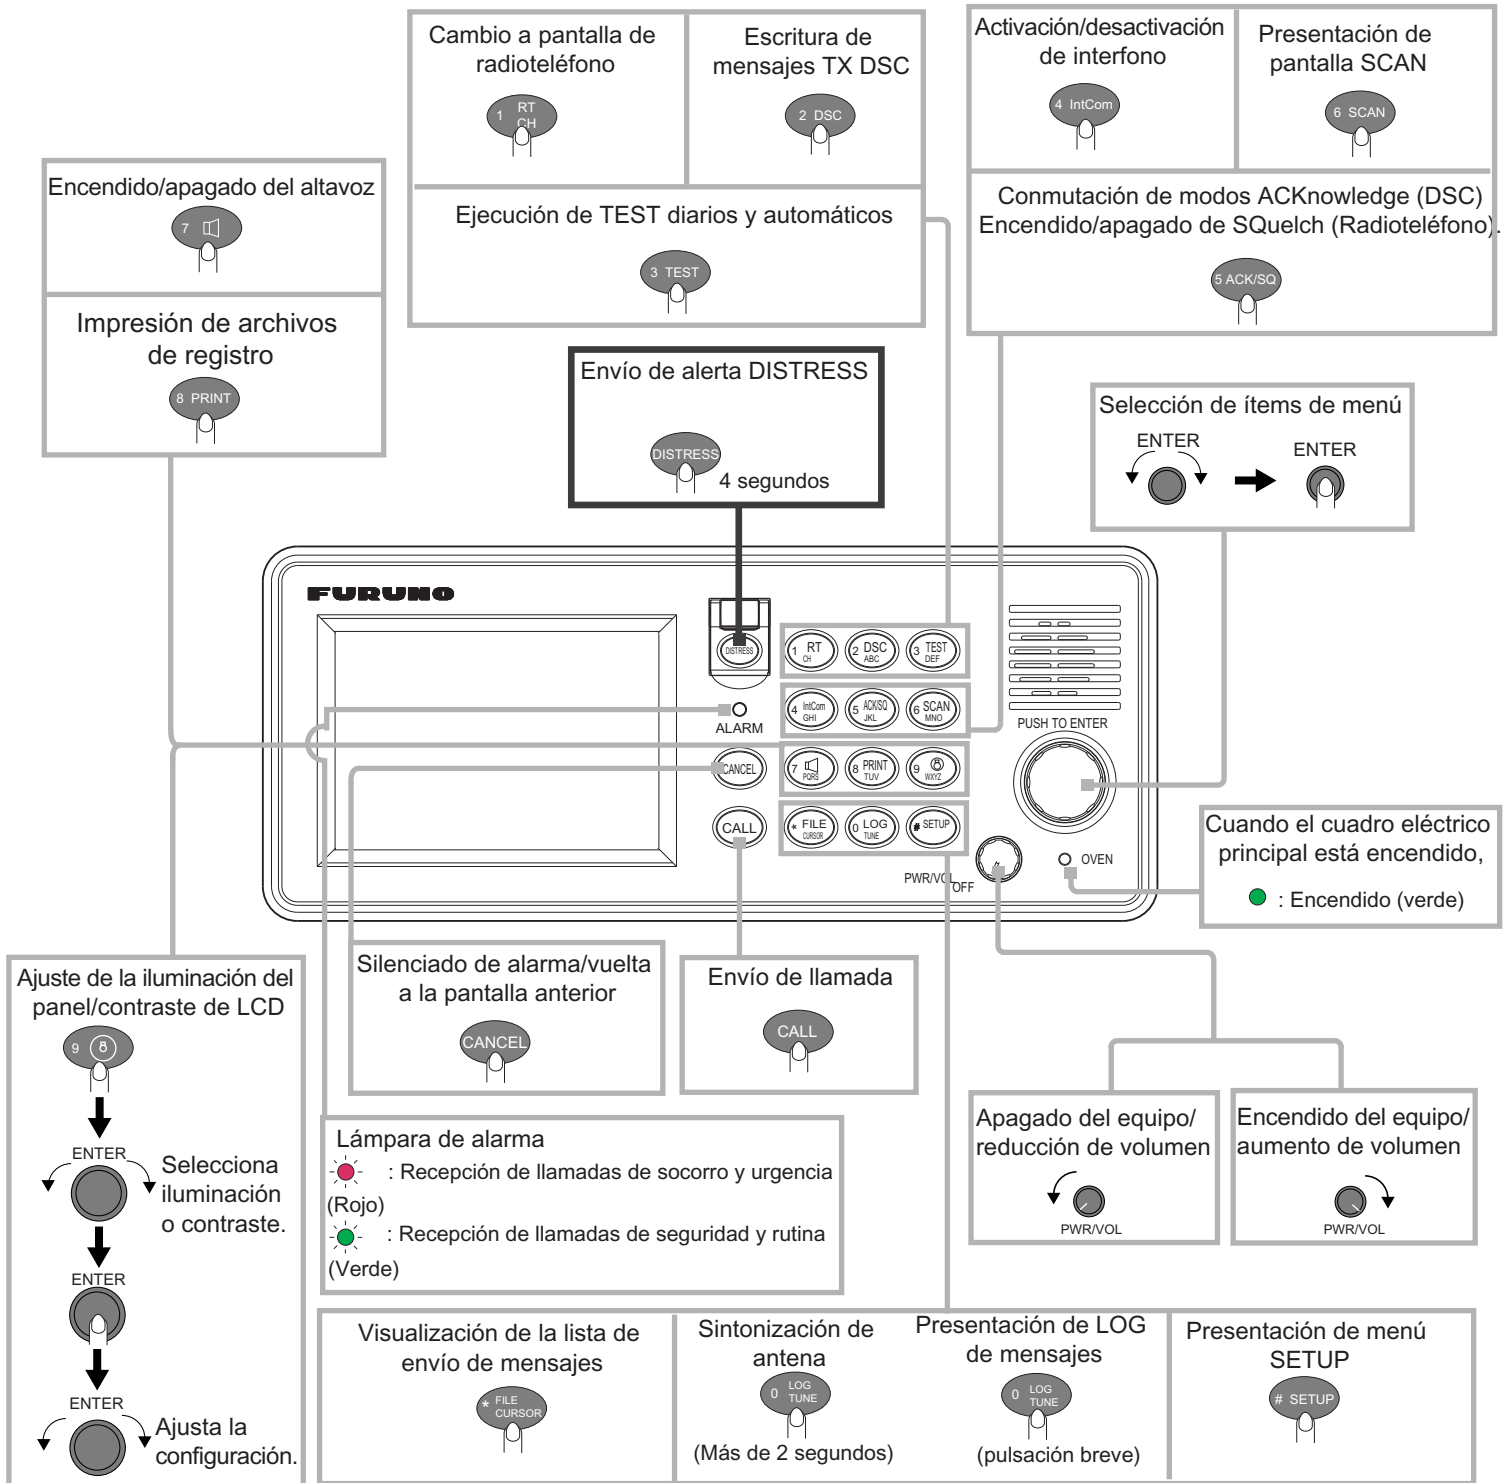 Cambio a pantalla de
radioteléfono
1 RT
CH
Escritura de
mensajes TX DSC
2 DSC
Ejecución de TEST diarios y automáticos
3 TEST
Activación/desactivación
de interfono
4 IntCom
Presentación de
pantalla SCAN
6 SCAN
Conmutación de modos ACKnowledge (DSC)
Encendido/apagado de SQuelch (Radioteléfono).
5 ACK/SQ
Encendido/apagado del altavoz
7
Impresión de archivos
de registro
8 PRINT
Envío de alerta DISTRESS
DISTRESS
4 segundos
Selección de ítems de menú
ENTER
ENTER
FURUNO
DISTRESS
1 RT
CH
2 DSC
ABC
3 TEST
DEF
ALARM
4 IntCom
GHI
5 ACK/SQ
JKL
6 SCAN
MNO
PUSH TO ENTER
CANCEL
7
PQRS
8 PRINT
TUV
9
WXYZ
CALL
* FILE
CURSOR
0 LOG
TUNE
# SETUP
PWR/VOL
OFF
OVEN
Cuando el cuadro eléctrico
principal está encendido,
: Encendido (verde)
Ajuste de la iluminación del
panel/contraste de LCD
9
ENTER
Selecciona
iluminación
o contraste.
ENTER
ENTER
Ajusta la
configuración.
Silenciado de alarma/vuelta
a la pantalla anterior
CANCEL
Envío de llamada
CALL
Lámpara de alarma
: Recepción de llamadas de socorro y urgencia
(Rojo)
: Recepción de llamadas de seguridad y rutina
(Verde)
Apagado del equipo/
reducción de volumen
PWR/VOL
Encendido del equipo/
aumento de volumen
PWR/VOL
Visualización de la lista de
envío de mensajes
* FILE
CURSOR
Sintonización de
antena
0 LOG
TUNE
(Más de 2 segundos)
Presentación de LOG
de mensajes
0 LOG
TUNE
(pulsación breve)
Presentación de menú
SETUP
# SETUP